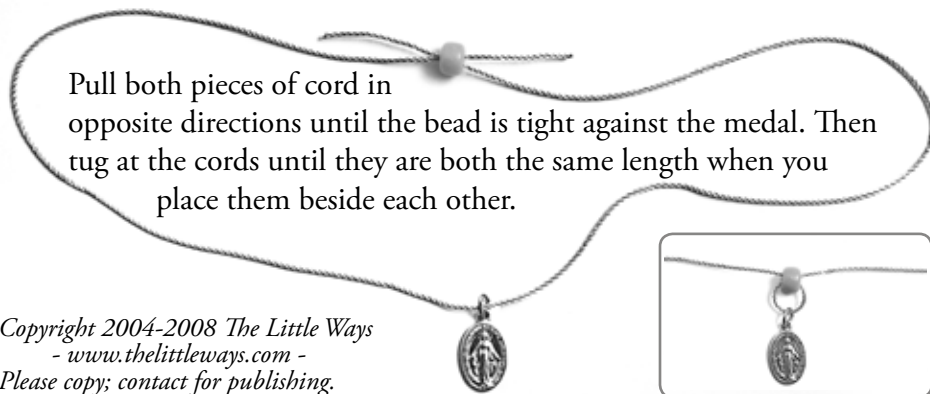 Pull both pieces of cord in
opposite directions until the bead is tight against the medal. Then
tug at the cords until they are both the same length when you
place them beside each other.
Copyright 2004-2008 The Little Ways
- www.thelittleways.com -
Please copy; contact for publishing.